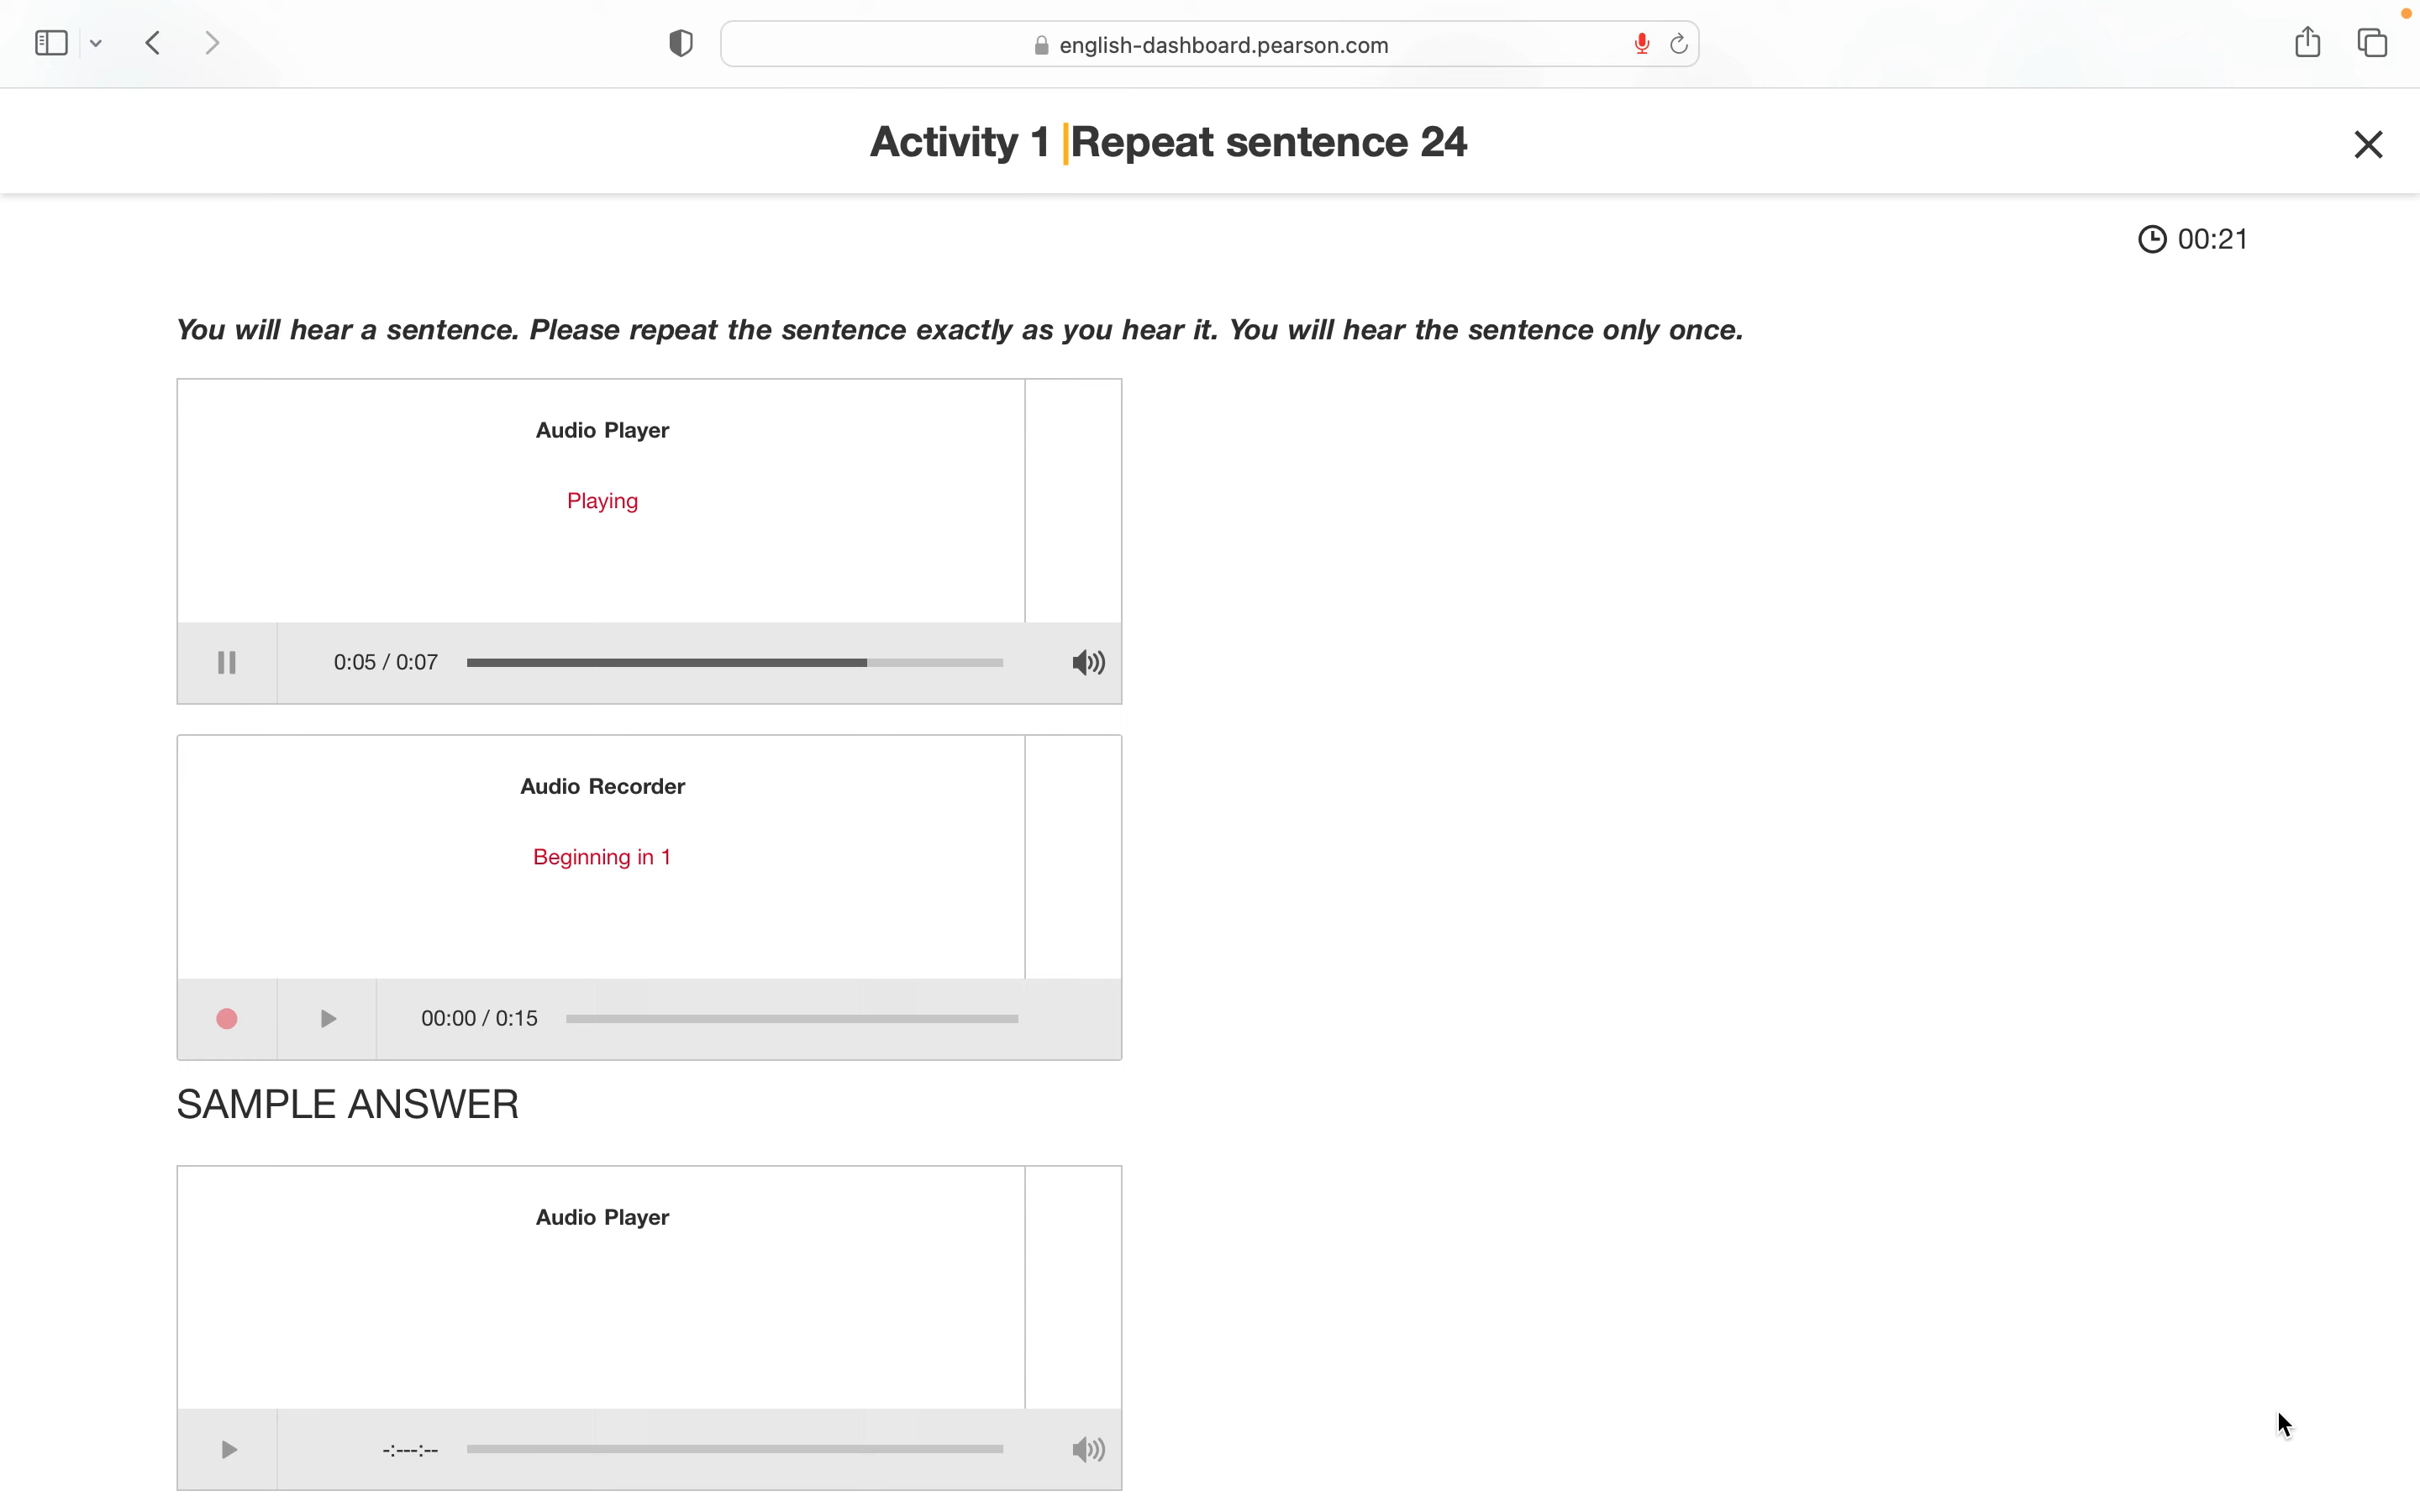 english-dashboard.pearson.com
Activity 1 |Repeat sentence 24
00:21
You will hear a sentence. Please repeat the sentence exactly as you hear it. You will hear the sentence only once.
Audio Player
Playing
0:05 / 0:07
Audio Recorder
Beginning in 1
00:00 / 0:15
SAMPLE ANSWER
Audio Player
-:--­-:--